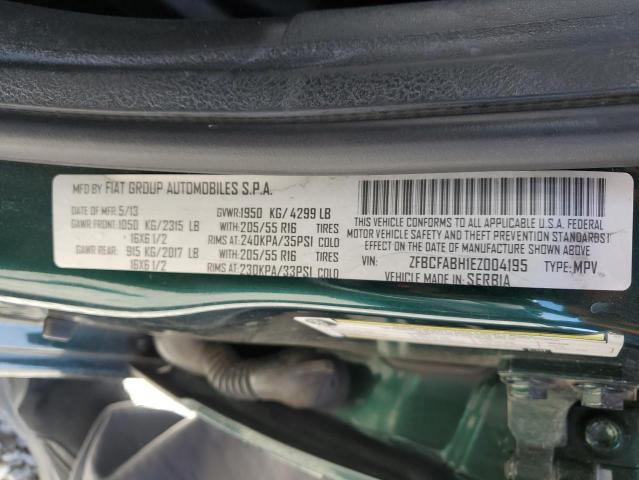 MFD BY FIAT GROUP AUTOMOBILES S.P.A.
DATE OF MFR:5/13 GVWR:1950 KG/4299 LB
GAWR FRONT:1050 KG/2315 LB WITH:205/55 R16 TIRES
16X6 1/2 RIMS AT:240KPA/35PSI COLD
GAWR REAR: 915 KG/2017 LB WITH:205/55 R16 TIRES
16X6 1/2 RIMS AT:230KPA/33PSI COLD
THIS VEHICLE CONFORMS TO ALL APPLICABLE U.S.A. FEDERAL
MOTOR VEHICLE SAFETY, BUMPER, AND THEFT PREVENTION STANDARDS
IN EFFECT ON THE DATE OF MANUFACTURE SHOWN ABOVE.
VIN: ZFBCFABH1EZ004195 TYPE: MPV
VEHICLE MADE IN: SERBIA